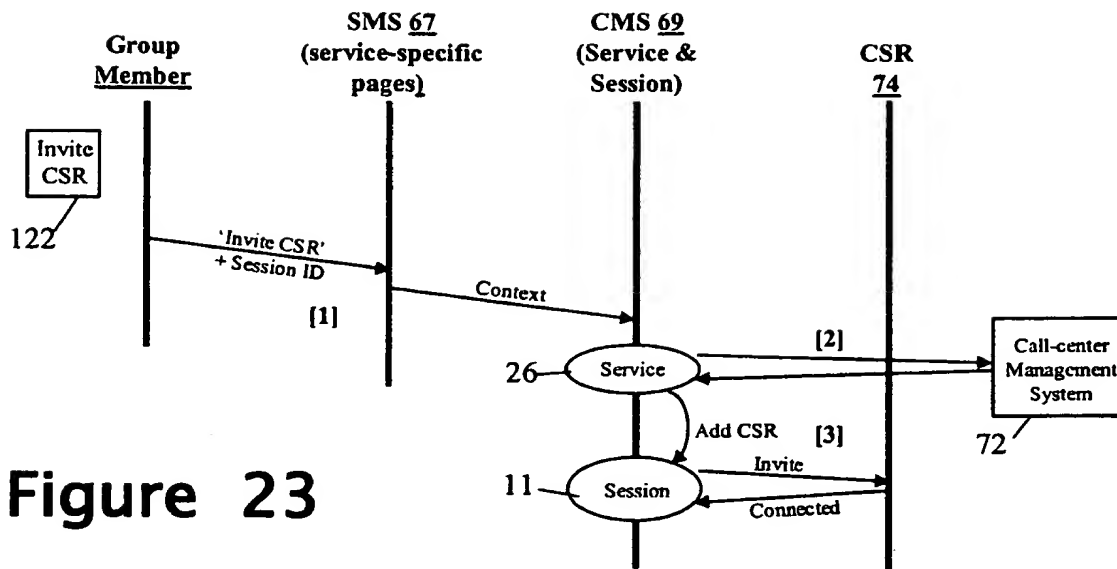 Group
Member
SMS 67
(service-specific
pages)
CMS 69
(Service &
Session)
CSR
74
Invite
CSR
122
'Invite CSR'
+ Session ID
[1]
Context
[2]
26
Service
Call-center
Management
System
72
Add CSR
[3]
Invite
11
Session
Connected
Figure 23